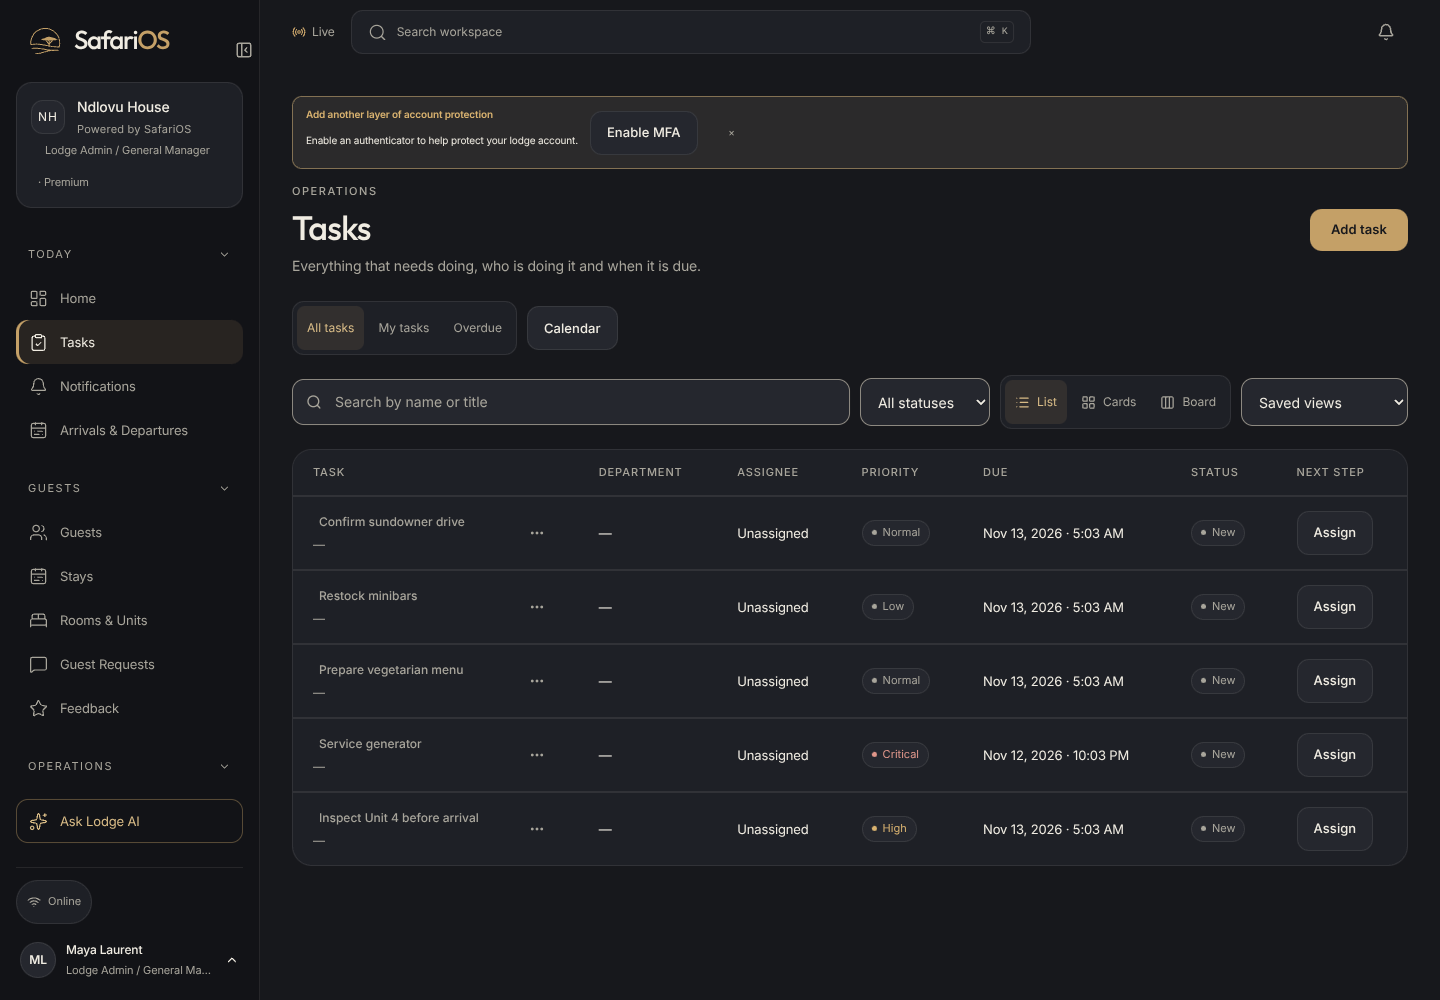 SafariOS
NH
Ndlovu House
Powered by SafariOS
Lodge Admin / General Manager
· Premium
TODAY
Home
Tasks
Notifications
Arrivals & Departures
GUESTS
Guests
Stays
Rooms & Units
Guest Requests
Feedback
OPERATIONS
Ask Lodge AI
Online
ML
Maya Laurent
Lodge Admin / General Ma...
Live
Search workspace
⌘ K
Add another layer of account protection
Enable an authenticator to help protect your lodge account.
Enable MFA
×
OPERATIONS
Tasks
Everything that needs doing, who is doing it and when it is due.
Add task
All tasks My tasks Overdue Calendar
Search by name or title
All statuses
List Cards Board
Saved views
TASK DEPARTMENT ASSIGNEE PRIORITY DUE STATUS NEXT STEP
Confirm sundowner drive
— ··· — Unassigned Normal Nov 13, 2026 · 5:03 AM New Assign
Restock minibars
— ··· — Unassigned Low Nov 13, 2026 · 5:03 AM New Assign
Prepare vegetarian menu
— ··· — Unassigned Normal Nov 13, 2026 · 5:03 AM New Assign
Service generator
— ··· — Unassigned Critical Nov 12, 2026 · 10:03 PM New Assign
Inspect Unit 4 before arrival
— ··· — Unassigned High Nov 13, 2026 · 5:03 AM New Assign